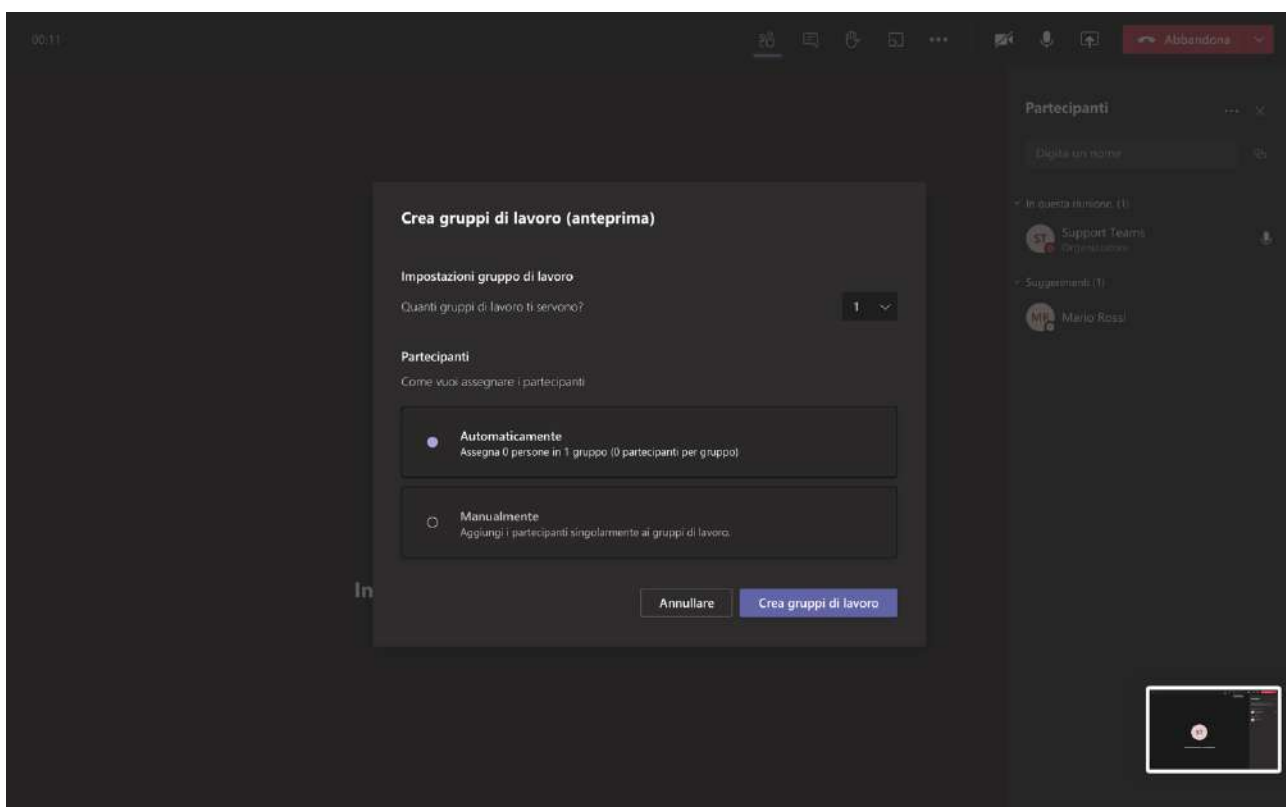 00:11
Abbandona
Partecipanti
Digita un nome
In questa riunione (1)
ST
Support Teams
Organizzatore
Suggerimenti (1)
MR
Mario Rossi
Crea gruppi di lavoro (anteprima)
Impostazioni gruppo di lavoro
Quanti gruppi di lavoro ti servono?
1
Partecipanti
Come vuoi assegnare i partecipanti
Automaticamente
Assegna 0 persone in 1 gruppo (0 partecipanti per gruppo)
Manualmente
Aggiungi i partecipanti singolarmente ai gruppi di lavoro.
In
Annullare
Crea gruppi di lavoro